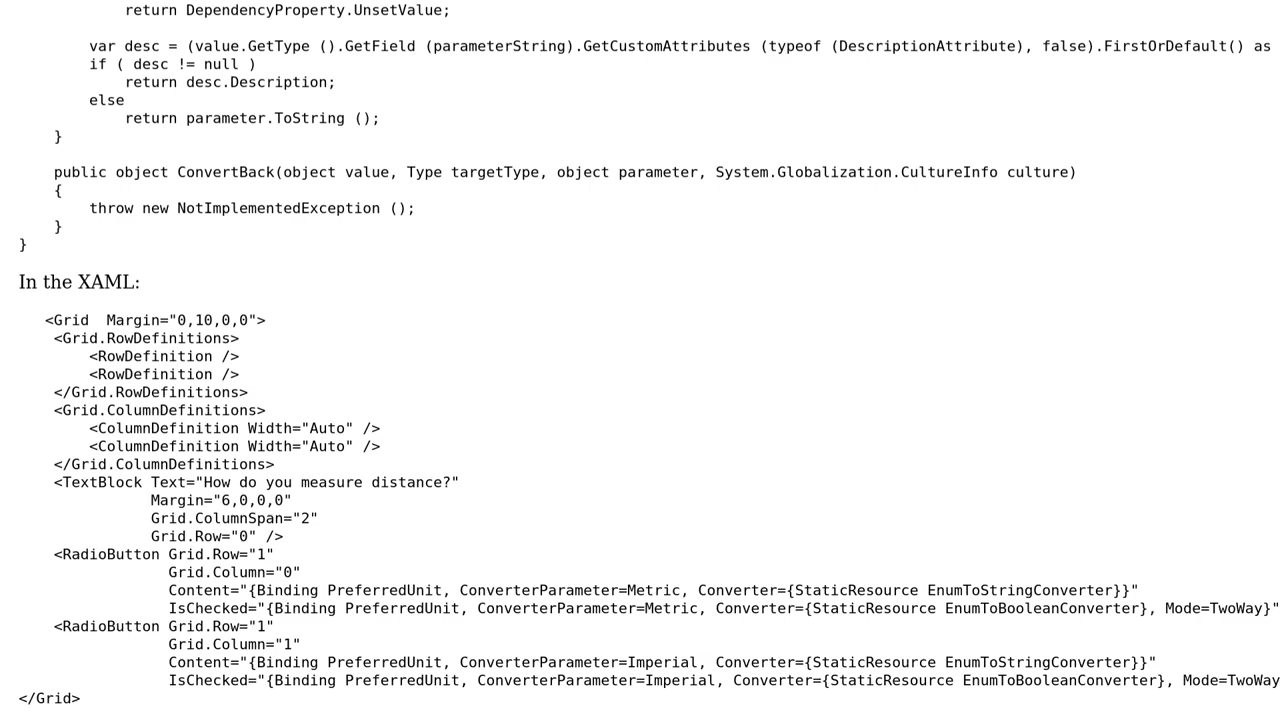 return DependencyProperty.UnsetValue;
var desc = (value.GetType ().GetField (parameterString).GetCustomAttributes (typeof (DescriptionAttribute), false).FirstOrDefault() as
if ( desc != null )
return desc.Description;
else
return parameter.ToString ();
}
public object ConvertBack(object value, Type targetType, object parameter, System.Globalization.CultureInfo culture)
{
throw new NotImplementedException ();
}
}
In the XAML:
<Grid  Margin="0,10,0,0">
<Grid.RowDefinitions>
<RowDefinition />
<RowDefinition />
</Grid.RowDefinitions>
<Grid.ColumnDefinitions>
<ColumnDefinition Width="Auto" />
<ColumnDefinition Width="Auto" />
</Grid.ColumnDefinitions>
<TextBlock Text="How do you measure distance?"
Margin="6,0,0,0"
Grid.ColumnSpan="2"
Grid.Row="0" />
<RadioButton Grid.Row="1"
Grid.Column="0"
Content="{Binding PreferredUnit, ConverterParameter=Metric, Converter={StaticResource EnumToStringConverter}}"
IsChecked="{Binding PreferredUnit, ConverterParameter=Metric, Converter={StaticResource EnumToBooleanConverter}, Mode=TwoWay}"
<RadioButton Grid.Row="1"
Grid.Column="1"
Content="{Binding PreferredUnit, ConverterParameter=Imperial, Converter={StaticResource EnumToStringConverter}}"
IsChecked="{Binding PreferredUnit, ConverterParameter=Imperial, Converter={StaticResource EnumToBooleanConverter}, Mode=TwoWay
</Grid>